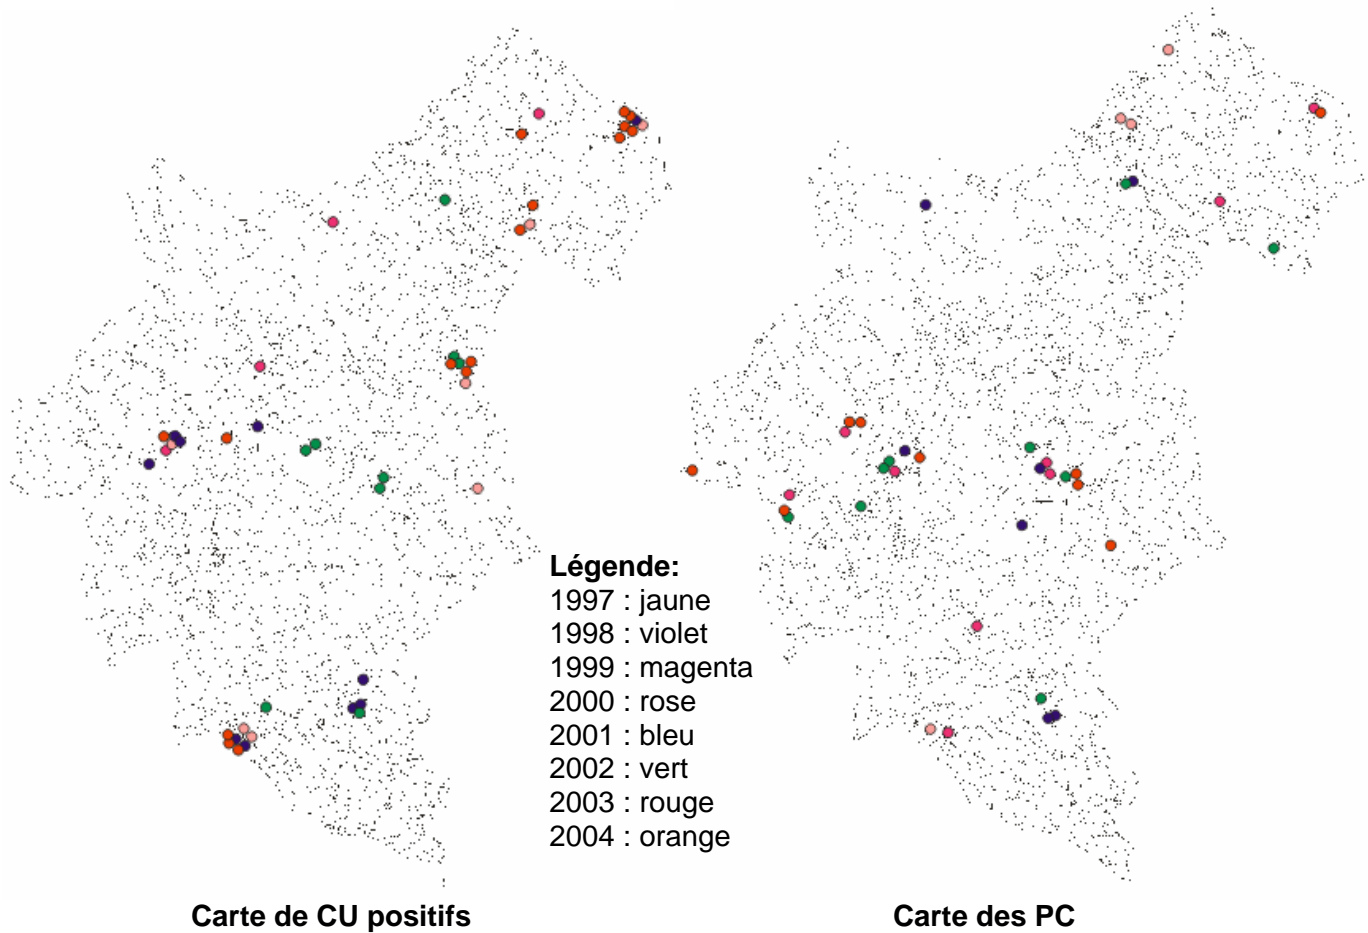 Légende:
1997 : jaune
1998 : violet
1999 : magenta
2000 : rose
2001 : bleu
2002 : vert
2003 : rouge
2004 : orange
Carte de CU positifs
Carte des PC